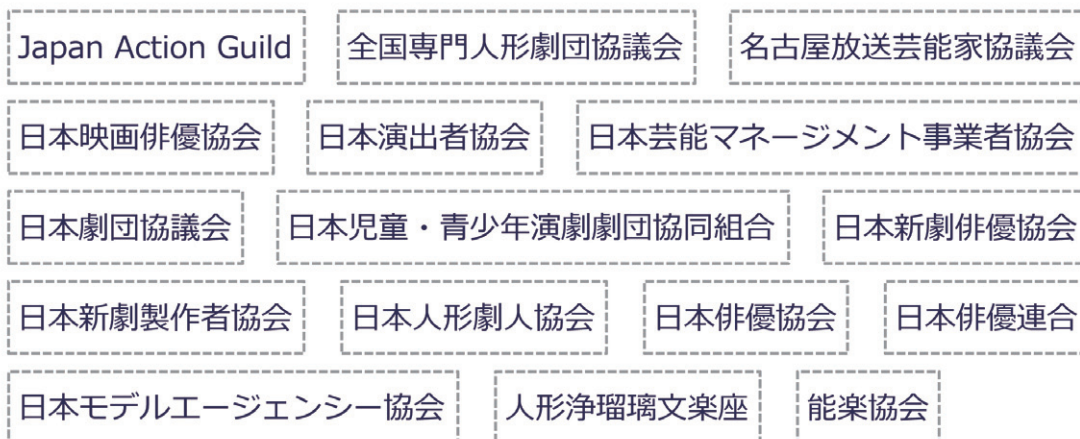 Japan Action Guild 全国専門人形劇団協議会 名古屋放送芸能家協議会
日本映画俳優協会 日本演出者協会 日本芸能マネージメント事業者協会
日本劇団協議会 日本児童・青少年演劇劇団協同組合 日本新劇俳優協会
日本新劇製作者協会 日本人形劇人協会 日本俳優協会 日本俳優連合
日本モデルエージェンシー協会 人形浄瑠璃文楽座 能楽協会